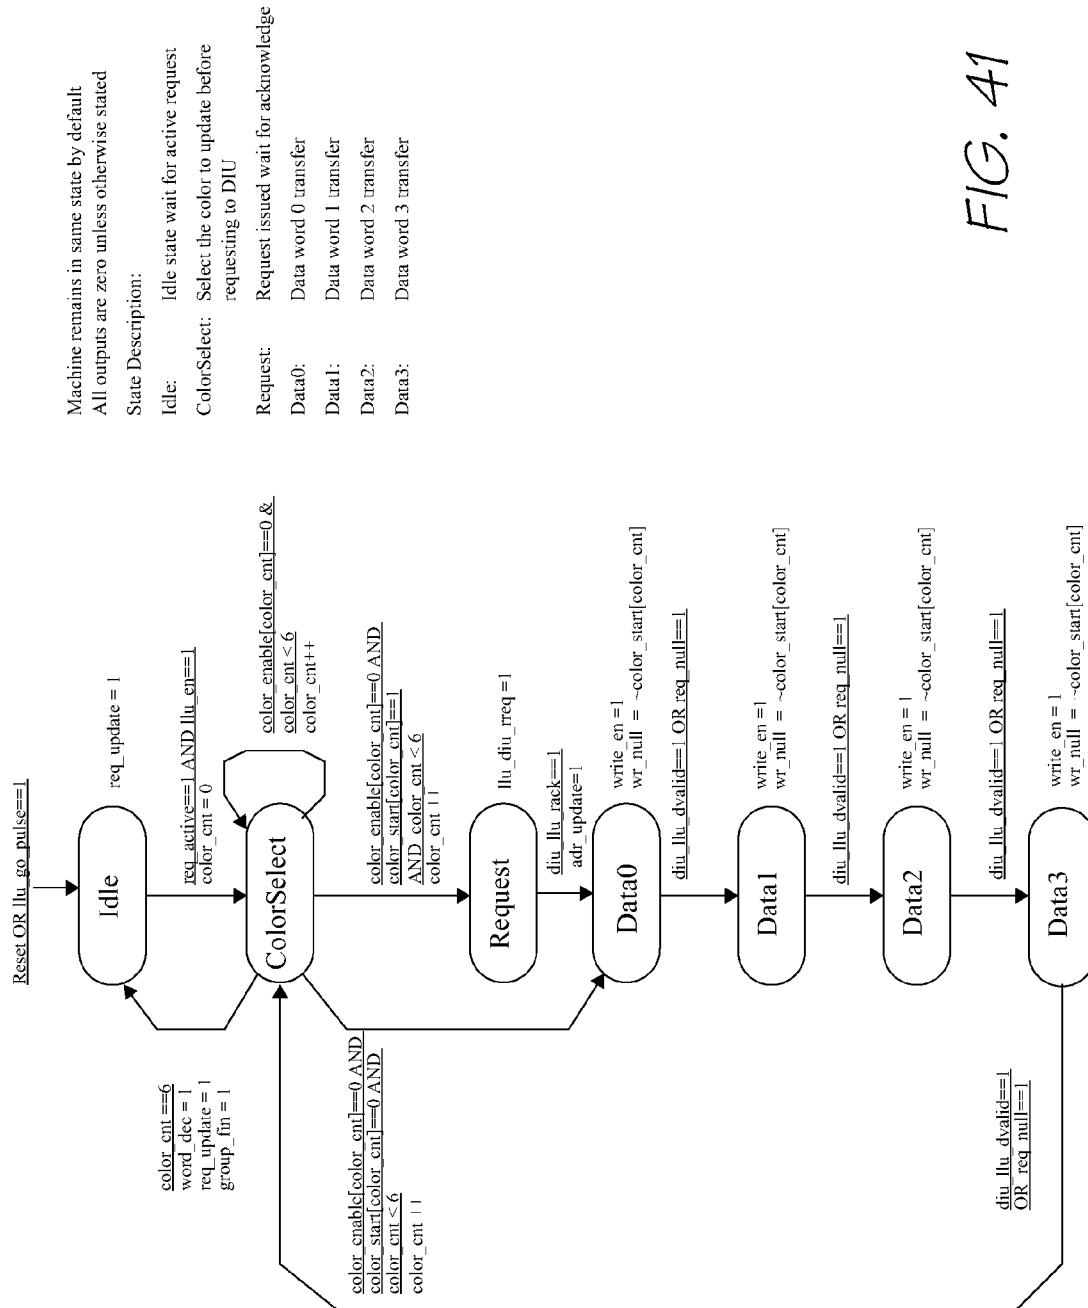 Reset OR llu_go_pulse==1
Idle
req_update = 1
req_active==1 AND llu_en==1
color_cnt = 0
color_cnt ==6
word_dec = 1
req_update = 1
group_fin = 1
ColorSelect
color_enable[color_cnt]==0 &
color_cnt < 6
color_cnt++
color_enable[color_cnt]==0 AND
color_start[color_cnt]==1
AND color_cnt < 6
color_cnt ++
color_enable[color_cnt]==0 AND
color_start[color_cnt]==0 AND
color_cnt < 6
color_cnt ++
Request
llu_diu_rreq =1
diu_llu_rack==1
adr_update=1
Data0
write_en =1
wr_null = ~color_start[color_cnt]
diu_llu_dvalid==1 OR req_null==1
Data1
write_en =1
wr_null = ~color_start[color_cnt]
diu_llu_dvalid==1 OR req_null==1
Data2
write_en =1
wr_null = ~color_start[color_cnt]
diu_llu_dvalid==1 OR req_null==1
Data3
write_en =1
wr_null = ~color_start[color_cnt]
diu_llu_dvalid==1
OR req_null==1
Machine remains in same state by default
All outputs are zero unless otherwise stated
State Description:
Idle: Idle state wait for active request
ColorSelect: Select the color to update before
requesting to DIU
Request: Request issued wait for acknowledge
Data0: Data word 0 transfer
Data1: Data word 1 transfer
Data2: Data word 2 transfer
Data3: Data word 3 transfer
FIG. 41